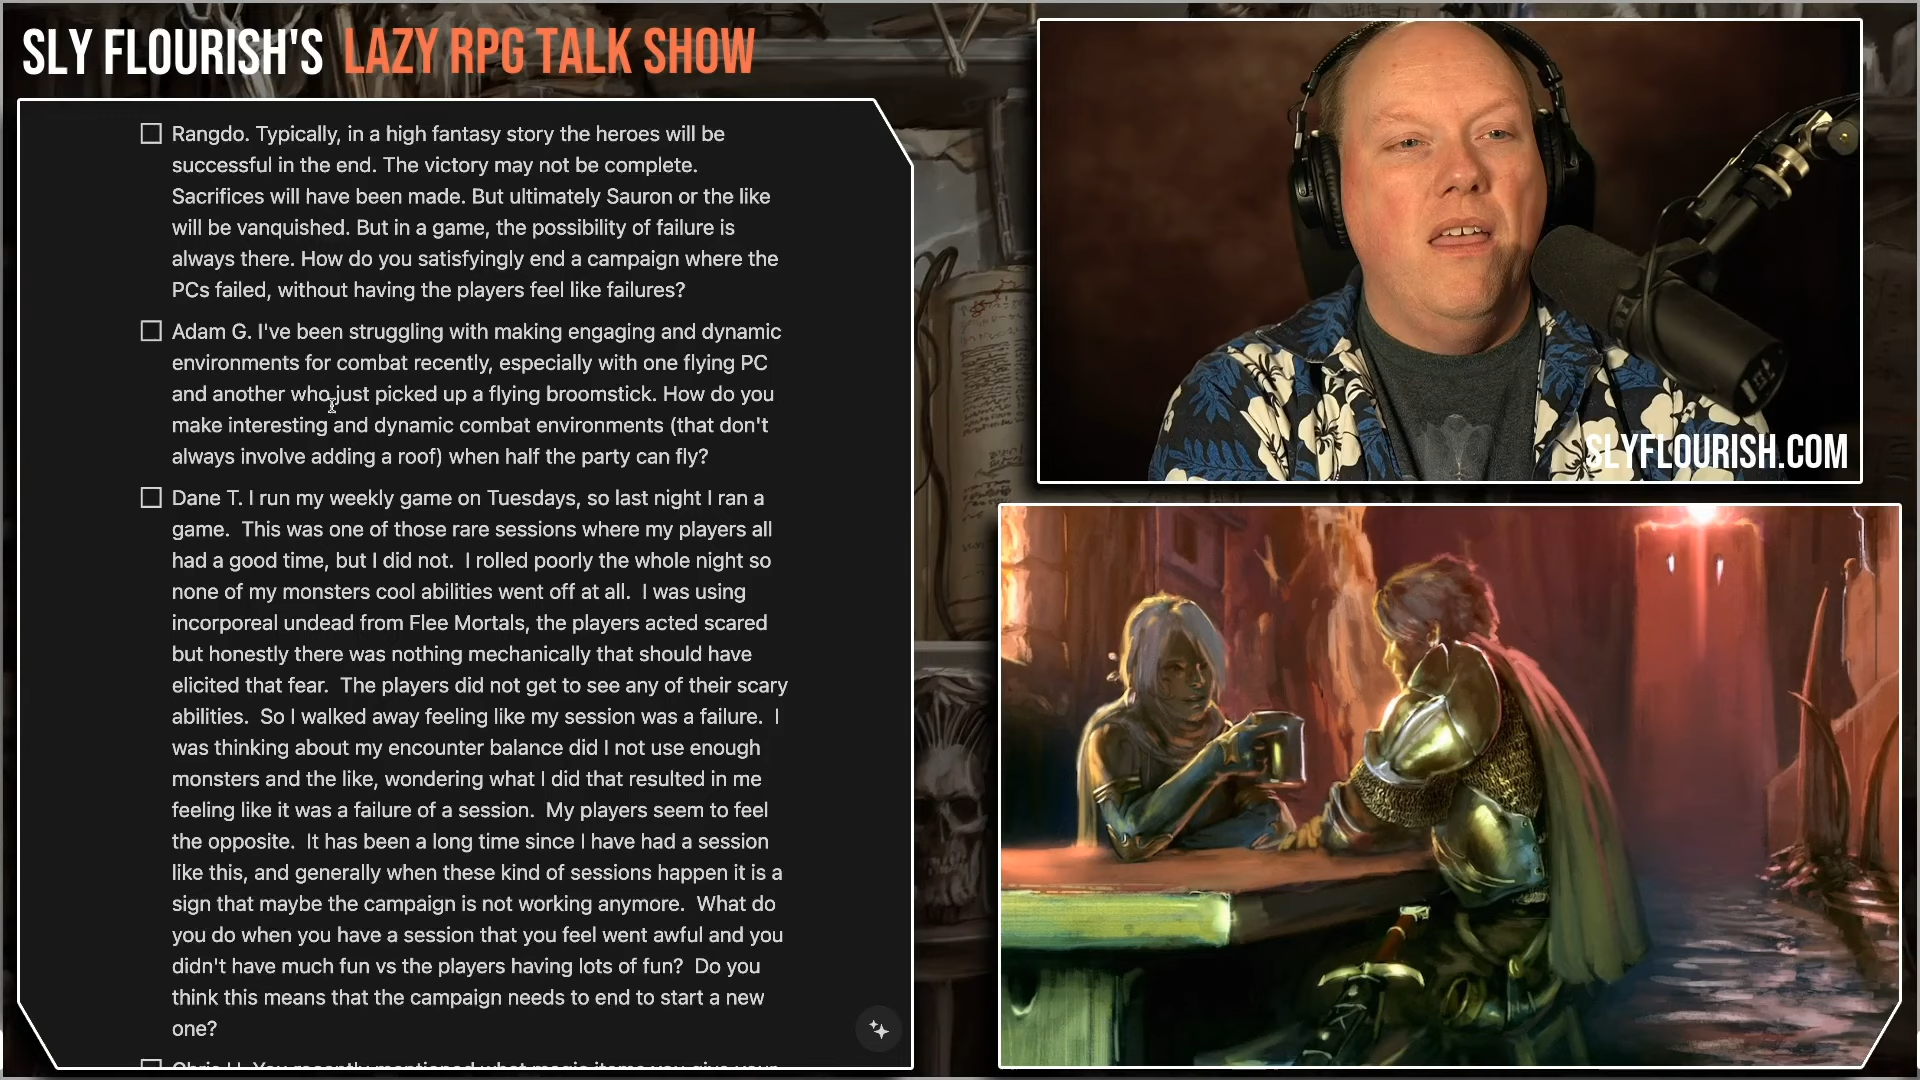 SLY FLOURISH'S LAZY RPG TALK SHOW
Rangdo. Typically, in a high fantasy story the heroes will be
successful in the end. The victory may not be complete.
Sacrifices will have been made. But ultimately Sauron or the like
will be vanquished. But in a game, the possibility of failure is
always there. How do you satisfyingly end a campaign where the
PCs failed, without having the players feel like failures?
Adam G. I've been struggling with making engaging and dynamic
environments for combat recently, especially with one flying PC
and another who just picked up a flying broomstick. How do you
make interesting and dynamic combat environments (that don't
always involve adding a roof) when half the party can fly?
Dane T. I run my weekly game on Tuesdays, so last night I ran a
game.  This was one of those rare sessions where my players all
had a good time, but I did not.  I rolled poorly the whole night so
none of my monsters cool abilities went off at all.  I was using
incorporeal undead from Flee Mortals, the players acted scared
but honestly there was nothing mechanically that should have
elicited that fear.  The players did not get to see any of their scary
abilities.  So I walked away feeling like my session was a failure.  I
was thinking about my encounter balance did I not use enough
monsters and the like, wondering what I did that resulted in me
feeling like it was a failure of a session.  My players seem to feel
the opposite.  It has been a long time since I have had a session
like this, and generally when these kind of sessions happen it is a
sign that maybe the campaign is not working anymore.  What do
you do when you have a session that you feel went awful and you
didn't have much fun vs the players having lots of fun?  Do you
think this means that the campaign needs to end to start a new
one?
Chris H. You recently mentioned what magic items you give your
SLYFLOURISH.COM